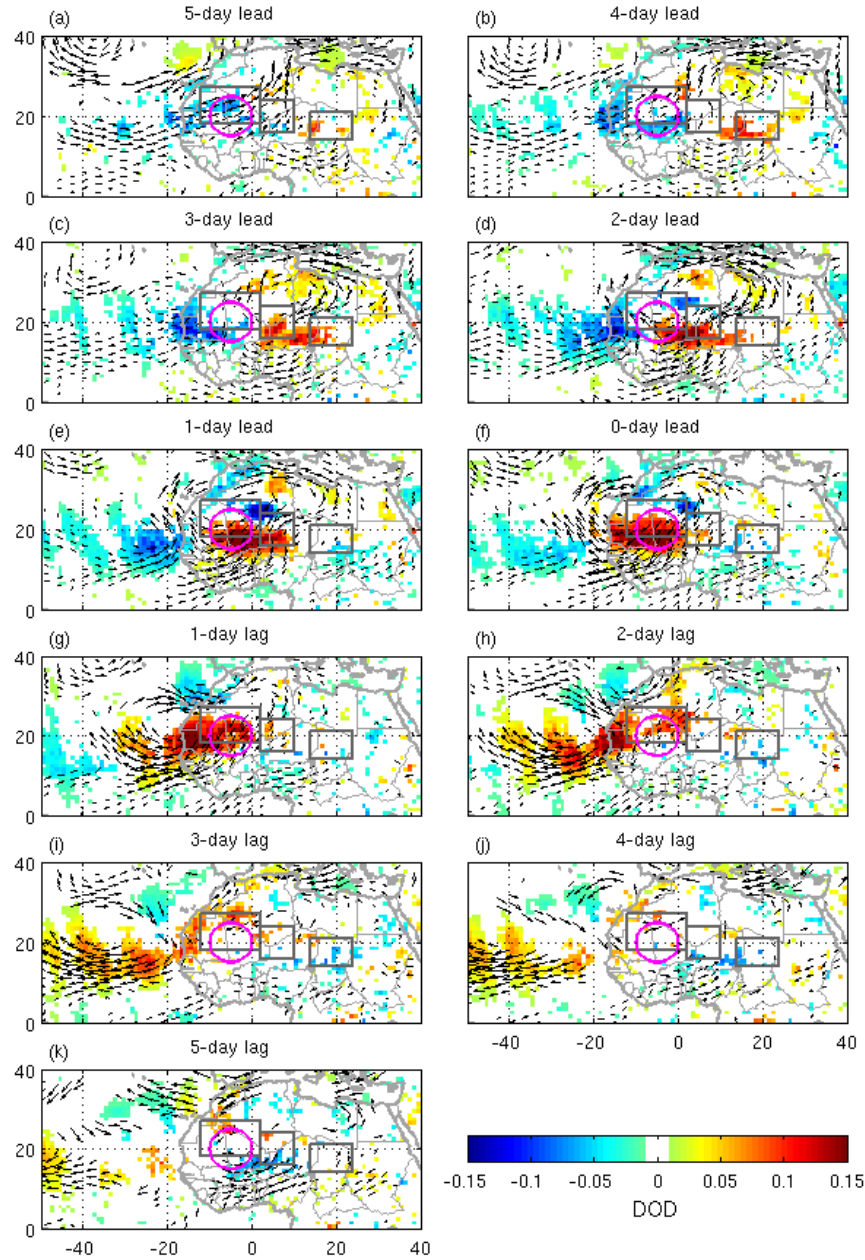 (a) 5-day lead (b) 4-day lead
40
20
0
(c) 3-day lead (d) 2-day lead
40
20
0
(e) 1-day lead (f) 0-day lead
40
20
0
(g) 1-day lag (h) 2-day lag
40
20
0
(i) 3-day lag (j) 4-day lag
40
20
0
-40 -20 0 20 40
(k) 5-day lag
40
20
0
-40 -20 0 20 40
-0.15 -0.1 -0.05 0 0.05 0.1 0.15
DOD